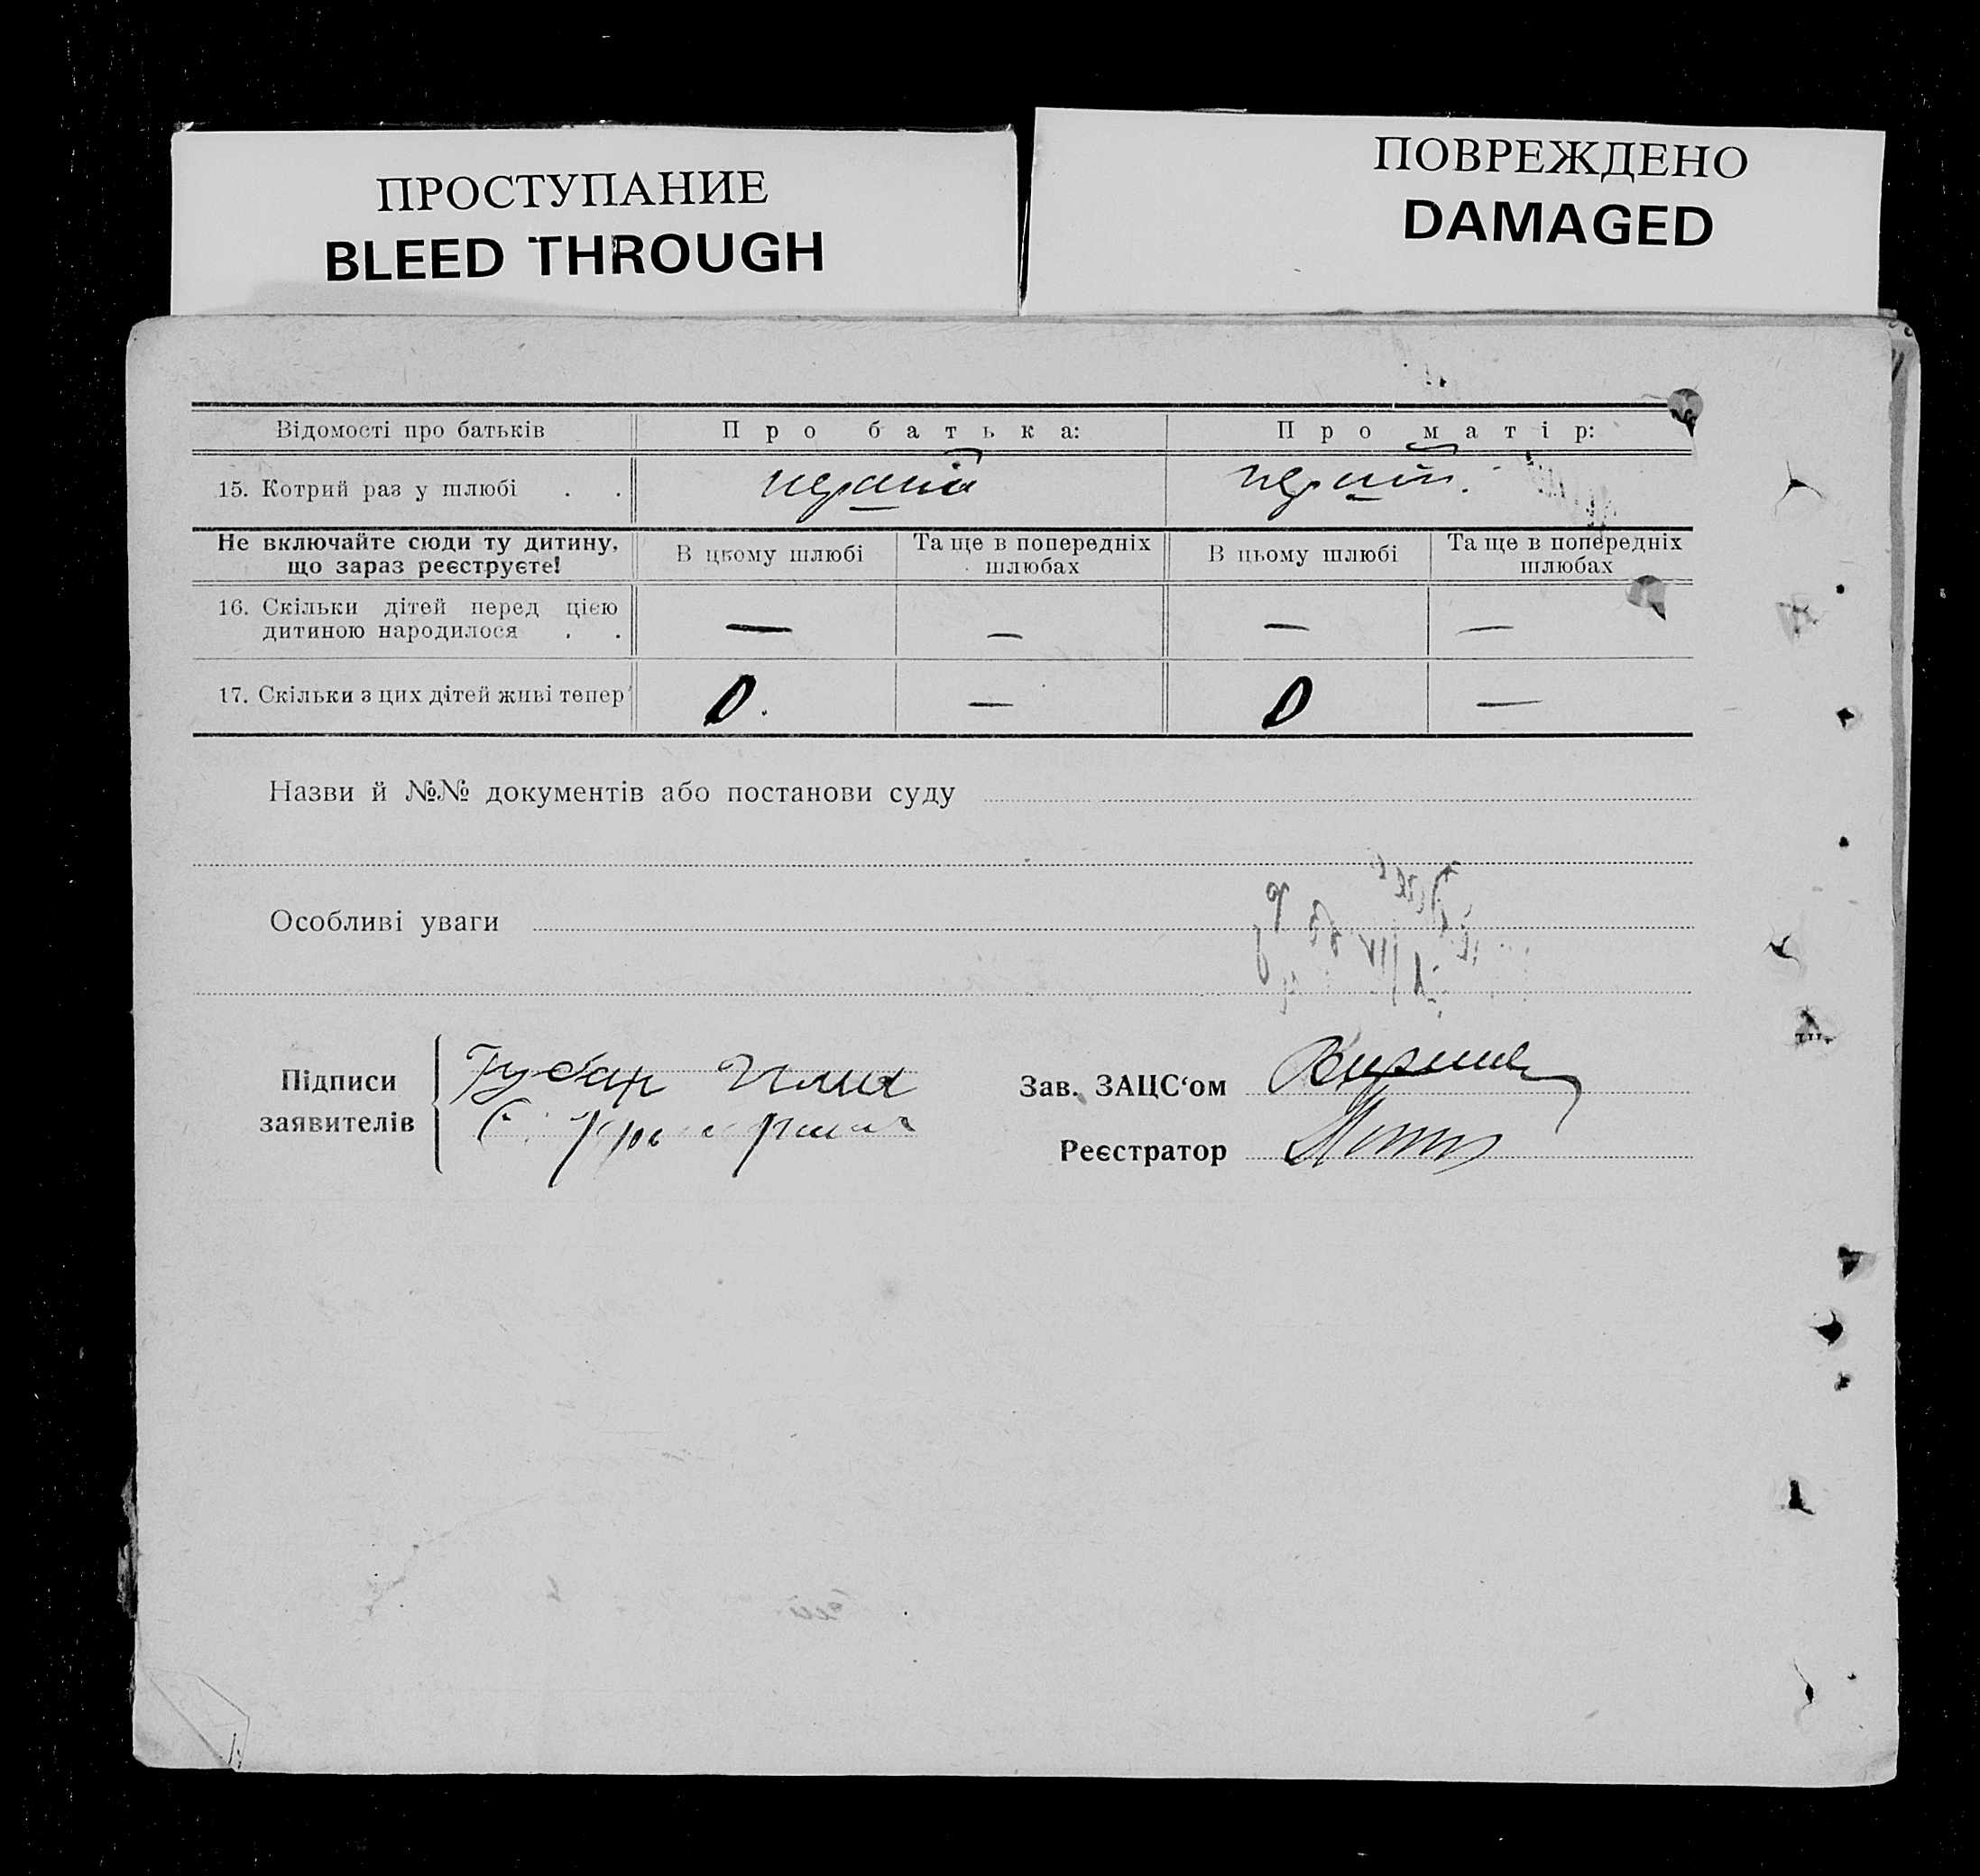 ПРОСТУПАНИЕ
BLEED THROUGH
ПОВРЕЖДЕНО
DAMAGED
Відомості про батьків Про батька: Про матір:
15. Котрий раз у шлюбі . . перший перший.
Не включайте сюди ту дитину, що зараз реєструєте! В цьому шлюбі Та ще в попередніх шлюбах В цьому шлюбі Та ще в попередніх шлюбах
16. Скільки дітей перед цією
дитиною народилося . . — — — —
17. Скільки з цих дітей живі тепер 0. — 0 —
Назви й №№ документів або постанови суду
Особливі уваги
Підписи
заявителів
Зав. ЗАЦС‘ом
Реєстратор